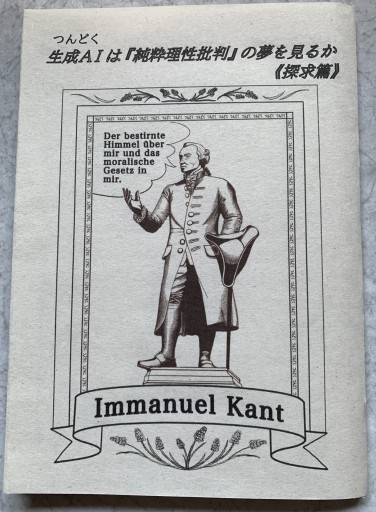 つんどく
生成AIは『純粋理性批判』の夢を見るか
《探求篇》
Der bestirnte
Himmel über
mir und das
moralische
Gesetz in
mir.
Immanuel Kant